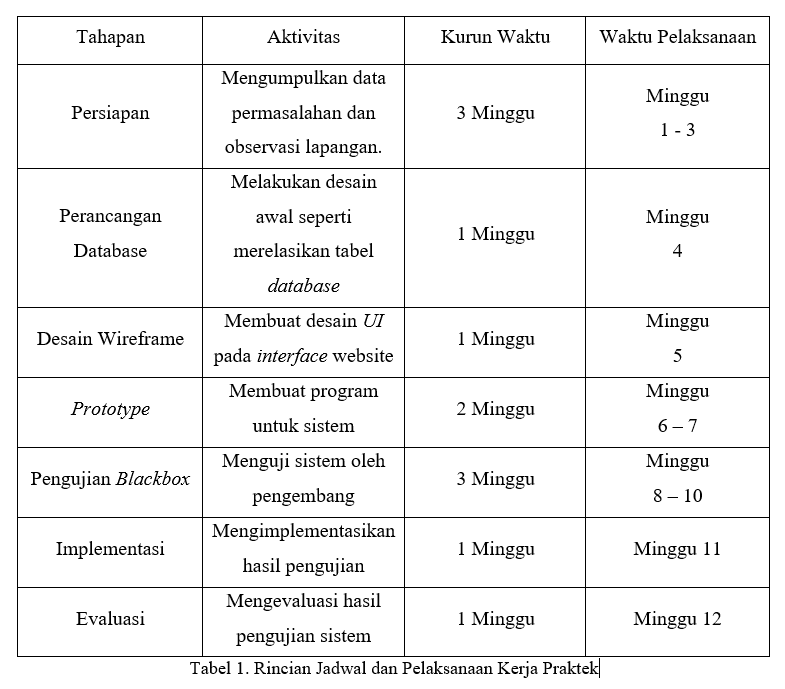 Tahapan Aktivitas Kurun Waktu Waktu Pelaksanaan
Persiapan
Mengumpulkan data
permasalahan dan
observasi lapangan.
3 Minggu
Minggu
1 - 3
Perancangan
Database
Melakukan desain
awal seperti
merelasikan tabel
database
1 Minggu
Minggu
4
Desain Wireframe
Membuat desain UI
pada interface website
1 Minggu
Minggu
5
Prototype
Membuat program
untuk sistem
2 Minggu
Minggu
6 – 7
Pengujian Blackbox
Menguji sistem oleh
pengembang
3 Minggu
Minggu
8 – 10
Implementasi
Mengimplementasikan
hasil pengujian
1 Minggu
Minggu 11
Evaluasi
Mengevaluasi hasil
pengujian sistem
1 Minggu
Minggu 12
Tabel 1. Rincian Jadwal dan Pelaksanaan Kerja Praktek